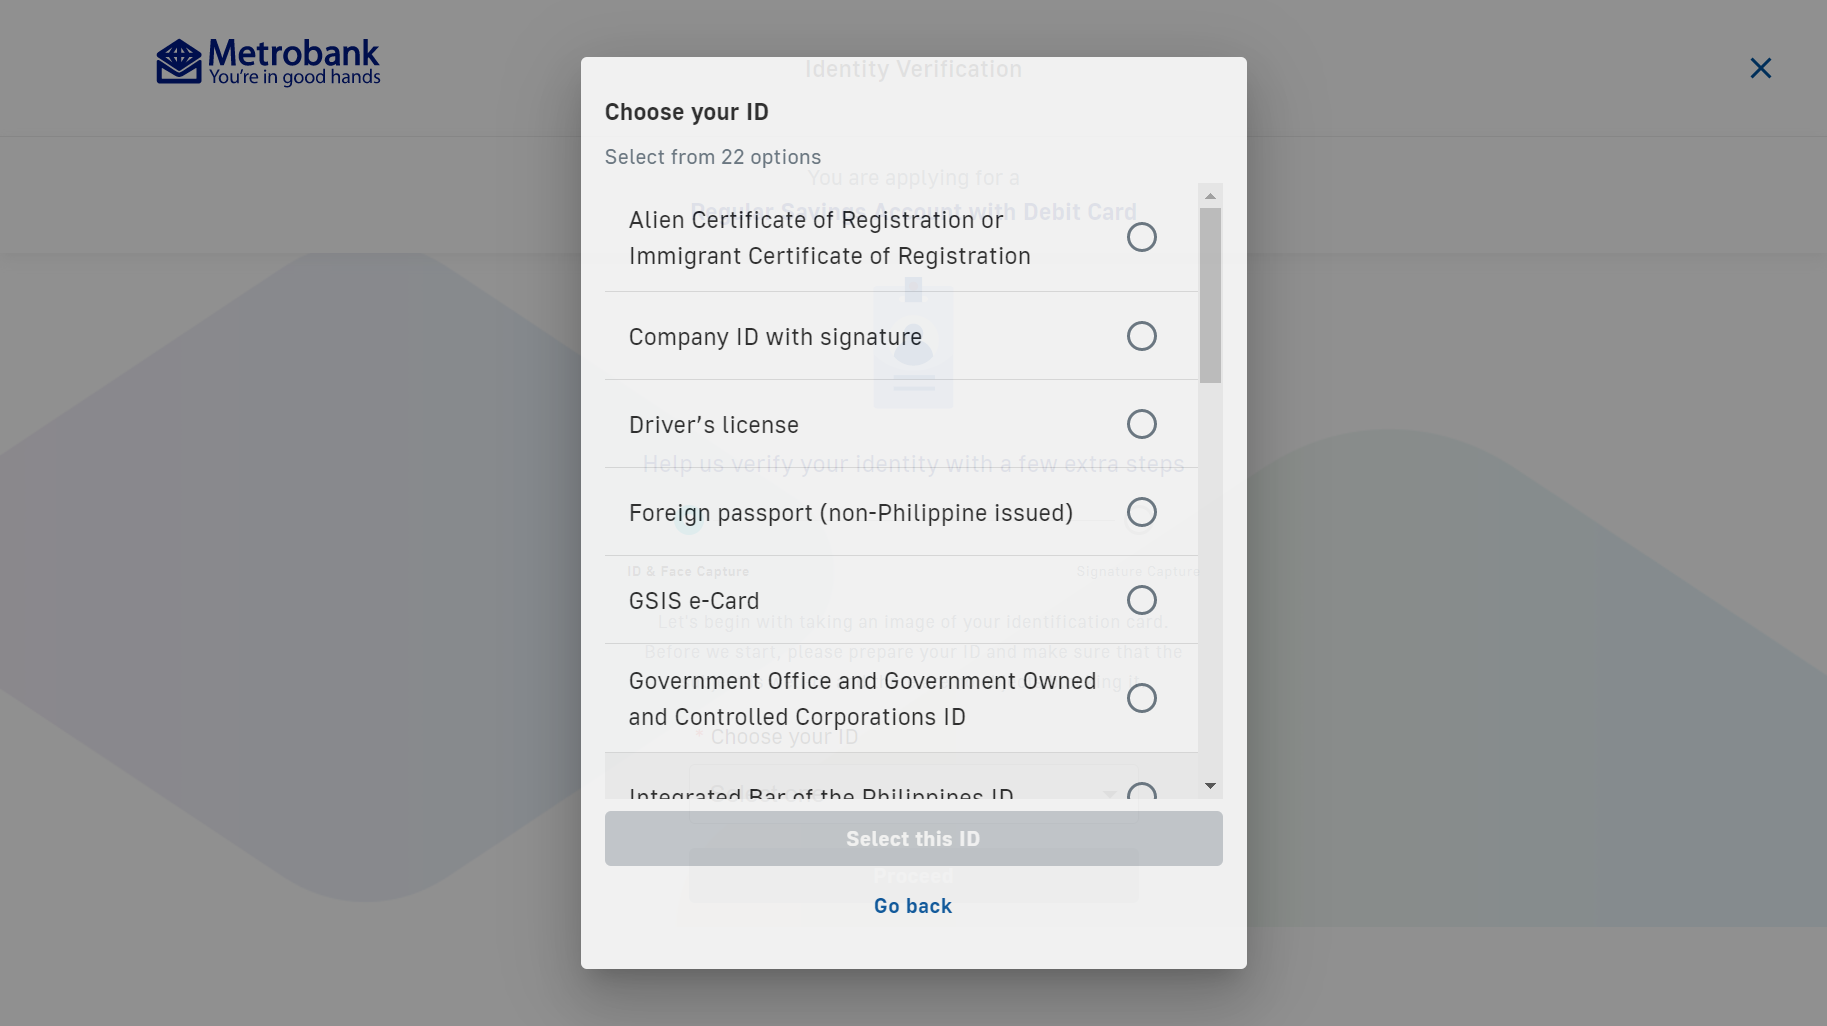 Metrobank
You're in good hands
Identity Verification
Choose your ID
Select from 22 options
You are applying for a
Regular Savings Account with Debit Card
Alien Certificate of Registration or
Immigrant Certificate of Registration
Company ID with signature
Driver's license
Help us verify your identity with a few extra steps
Foreign passport (non-Philippine issued)
ID & Face Capture
Signature Capture
GSIS e-Card
Let's begin with taking an image of your identification card.
Before we start, please prepare your ID and make sure that the
Government Office and Government Owned
and Controlled Corporations ID
* Choose your ID
Integrated Bar of the Philippines ID
Select this ID
Proceed
Go back